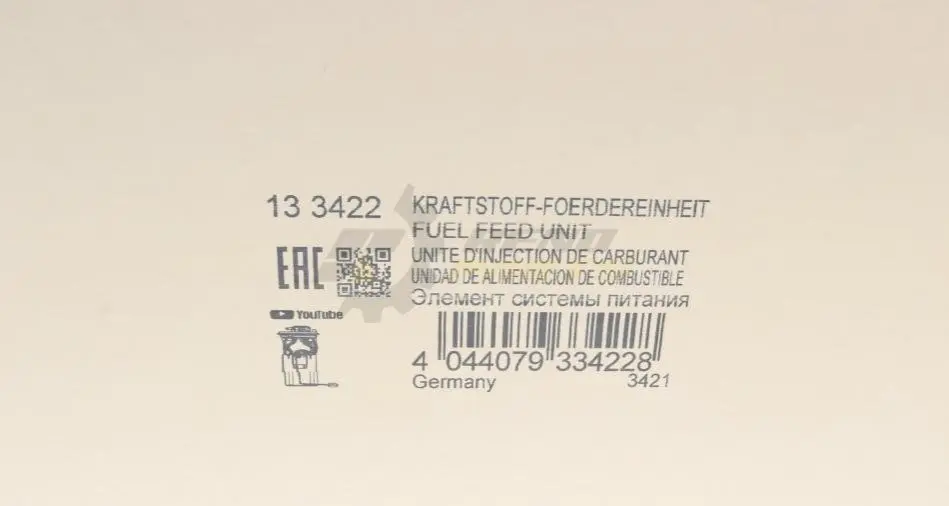 13 3422
KRAFTSTOFF-FOERDEREINHEIT
FUEL FEED UNIT
UNITE D'INJECTION DE CARBURANT
UNIDAD DE ALIMENTACION DE COMBUSTIBLE
Элемент системы питания
EAC
YouTube
4 044079 334228
Germany
3421